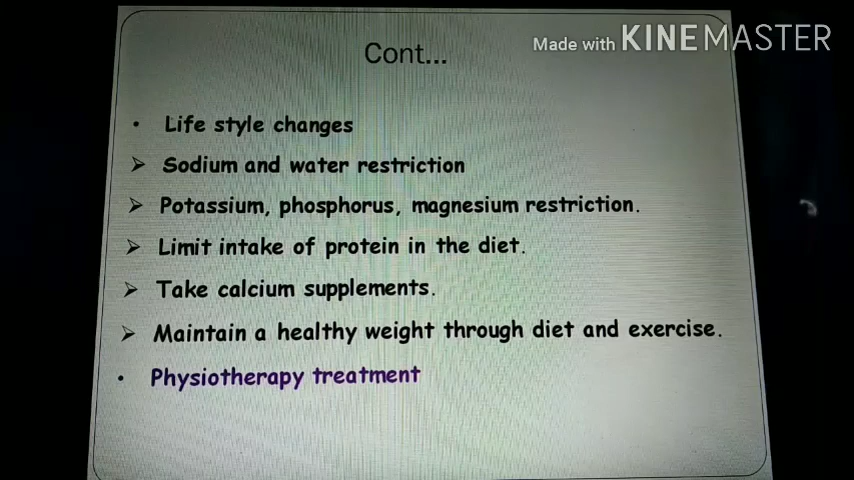 Cont...
Made with KINEMASTER
• Life style changes
➢ Sodium and water restriction
➢ Potassium, phosphorus, magnesium restriction.
➢ Limit intake of protein in the diet.
➢ Take calcium supplements.
➢ Maintain a healthy weight through diet and exercise.
• Physiotherapy treatment